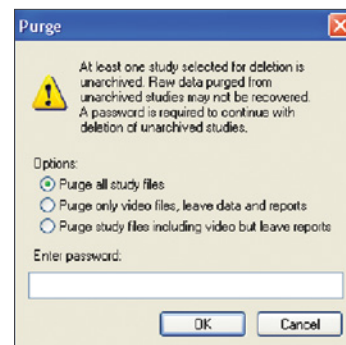 Purge
At least one study selected for deletion is
unarchived. Raw data purged from
unarchived studies may not be recovered.
A password is required to continue with
deletion of unarchived studies.
Options:
Purge all study files
Purge only video files, leave data and reports
Purge study files including video but leave reports
Enter password:
OK
Cancel